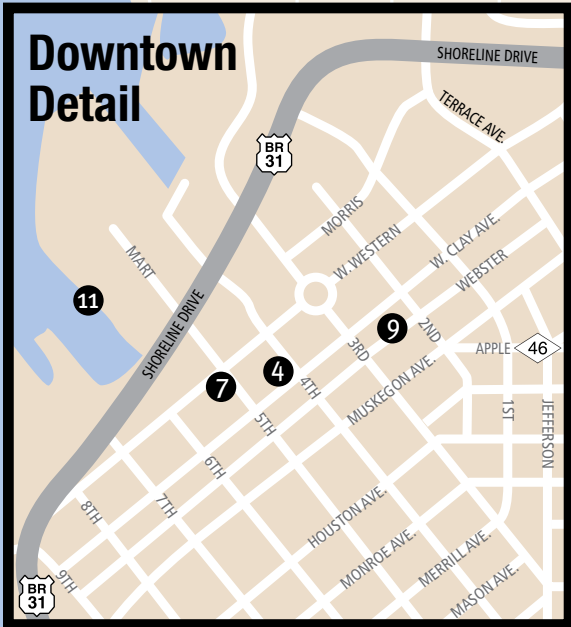 Downtown
Detail
SHORELINE DRIVE
TERRACE AVE.
BR
31
MORRIS
W. WESTERN
W. CLAY AVE.
WEBSTER
MART
11
SHORELINE DRIVE
9
2ND
3RD
APPLE
46
MUSKEGON AVE.
7
4
4TH
5TH
1ST
JEFFERSON
6TH
7TH
8TH
HOUSTON AVE.
MONROE AVE.
MERRILL AVE.
MASON AVE.
9TH
BR
31